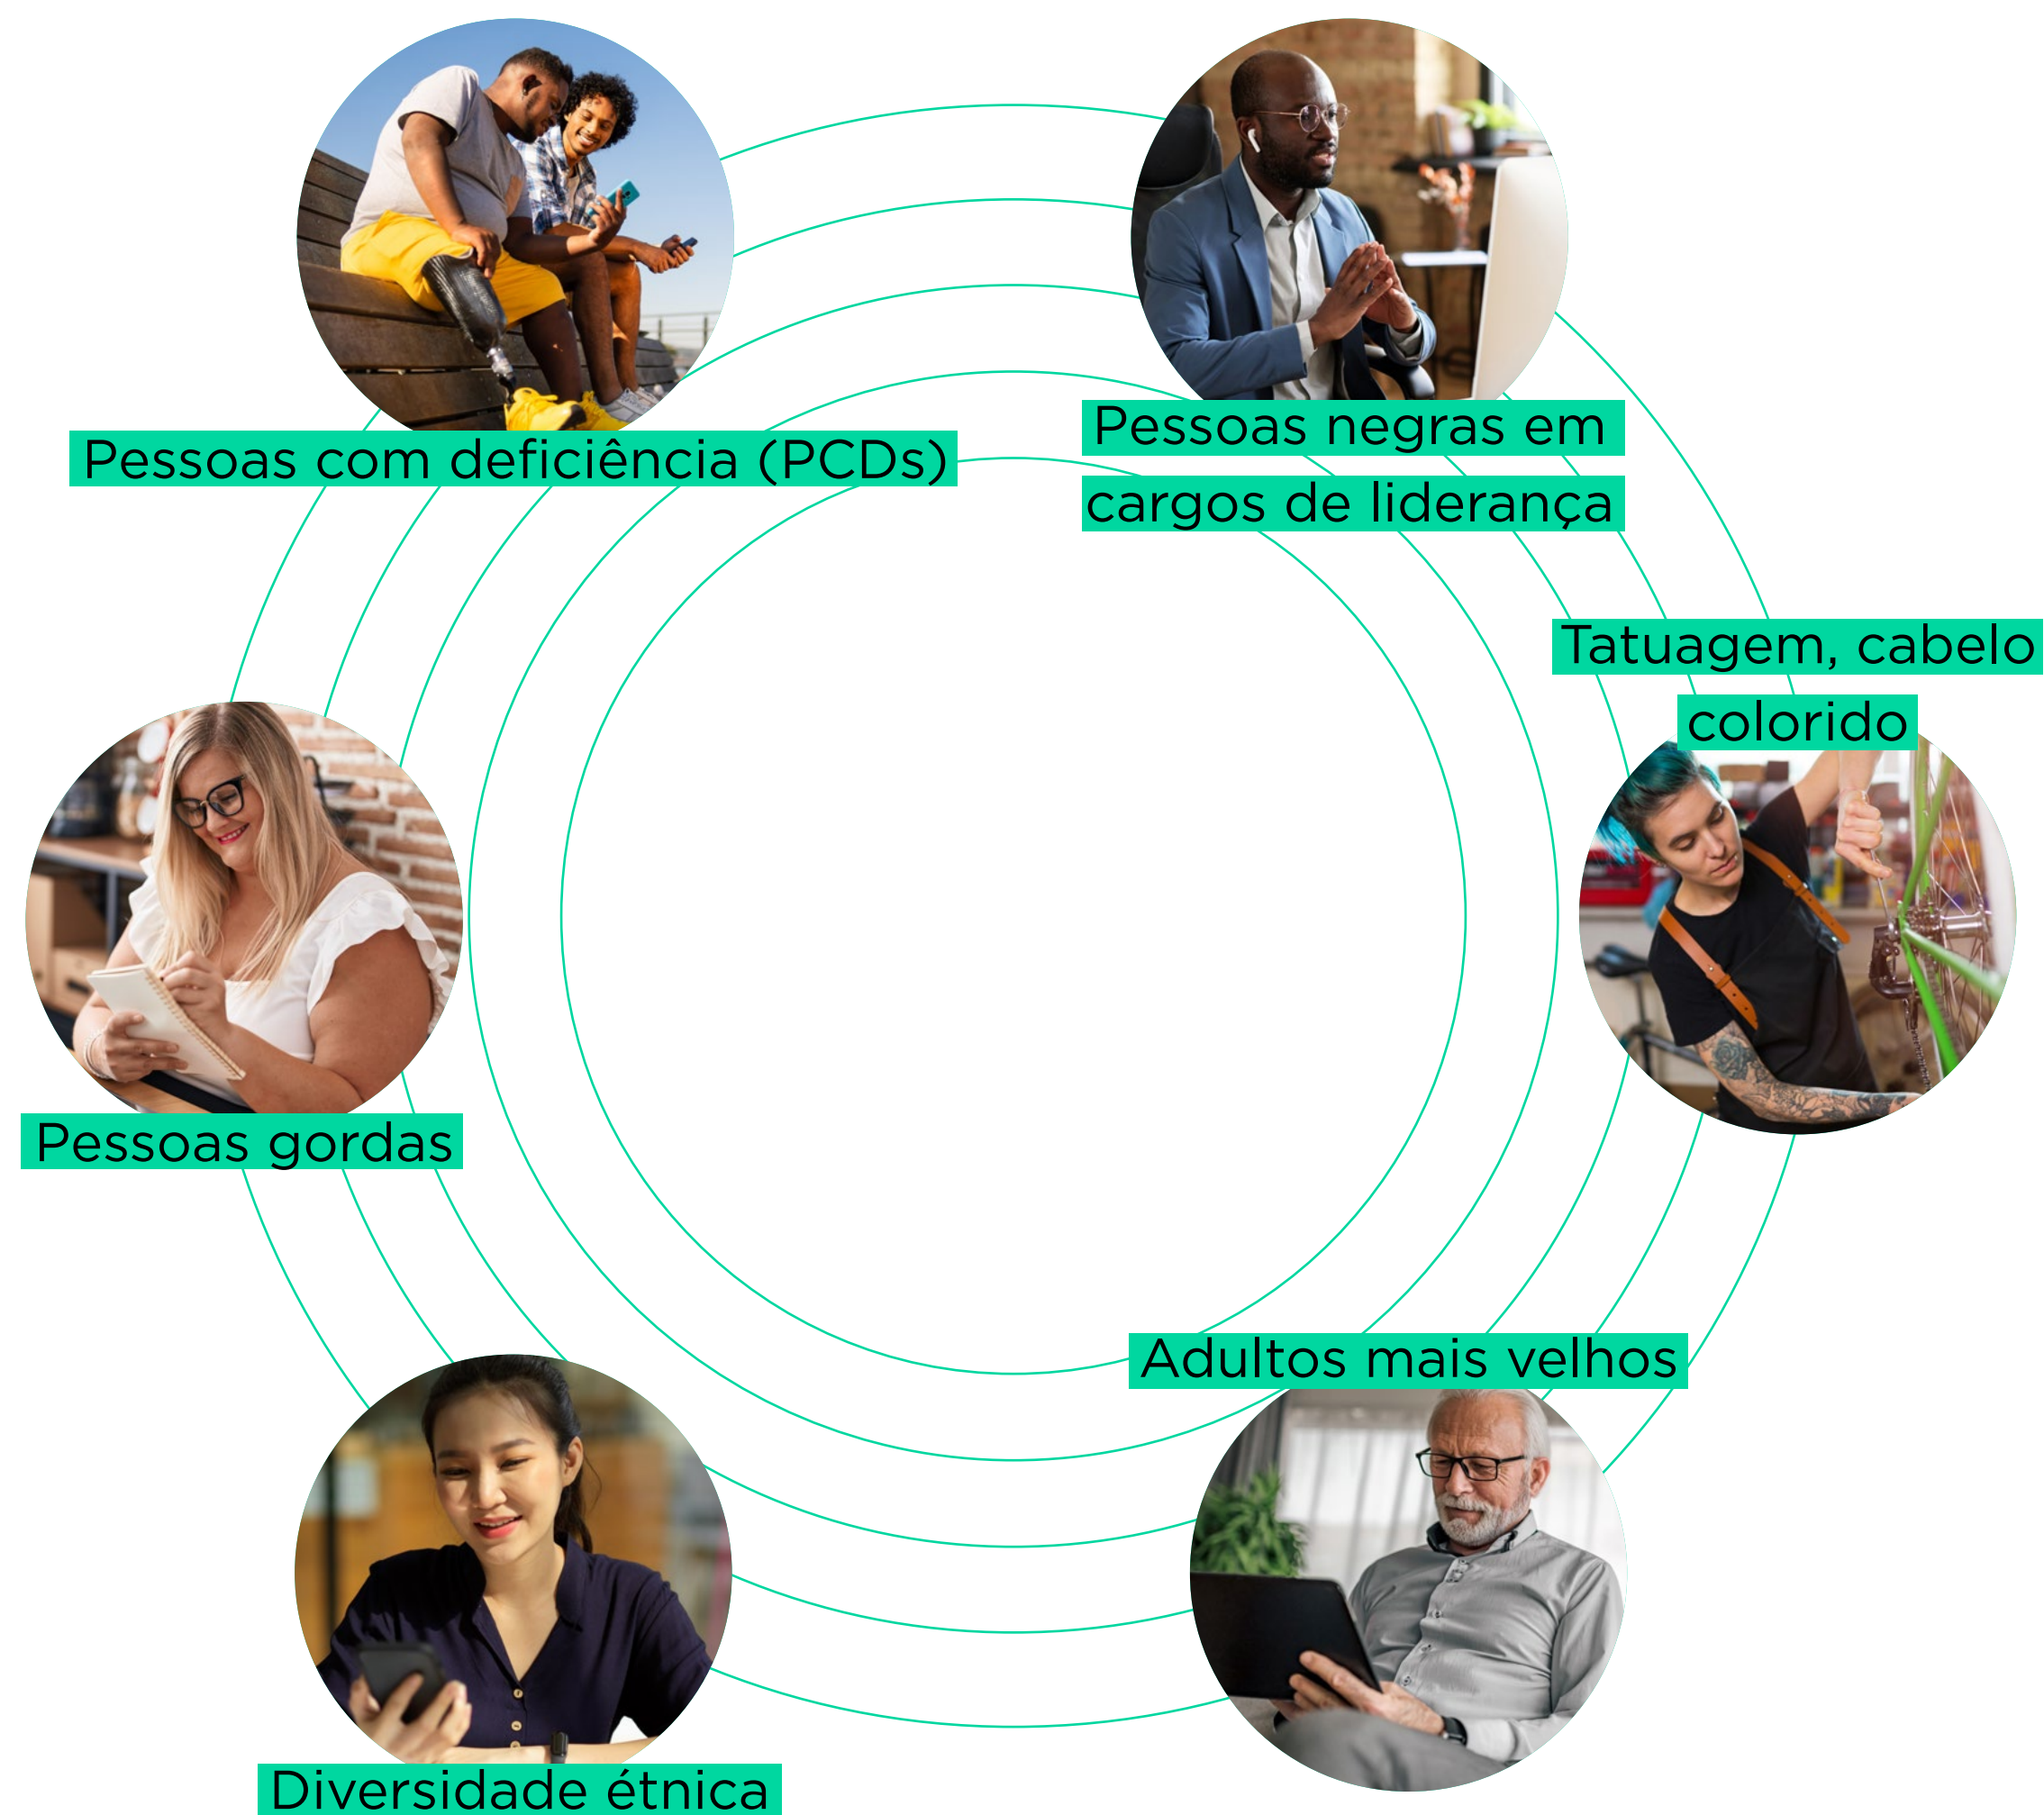 Pessoas com deficiência (PCDs)
Pessoas negras em
cargos de liderança
Tatuagem, cabelo
colorido
Pessoas gordas
Adultos mais velhos
Diversidade étnica